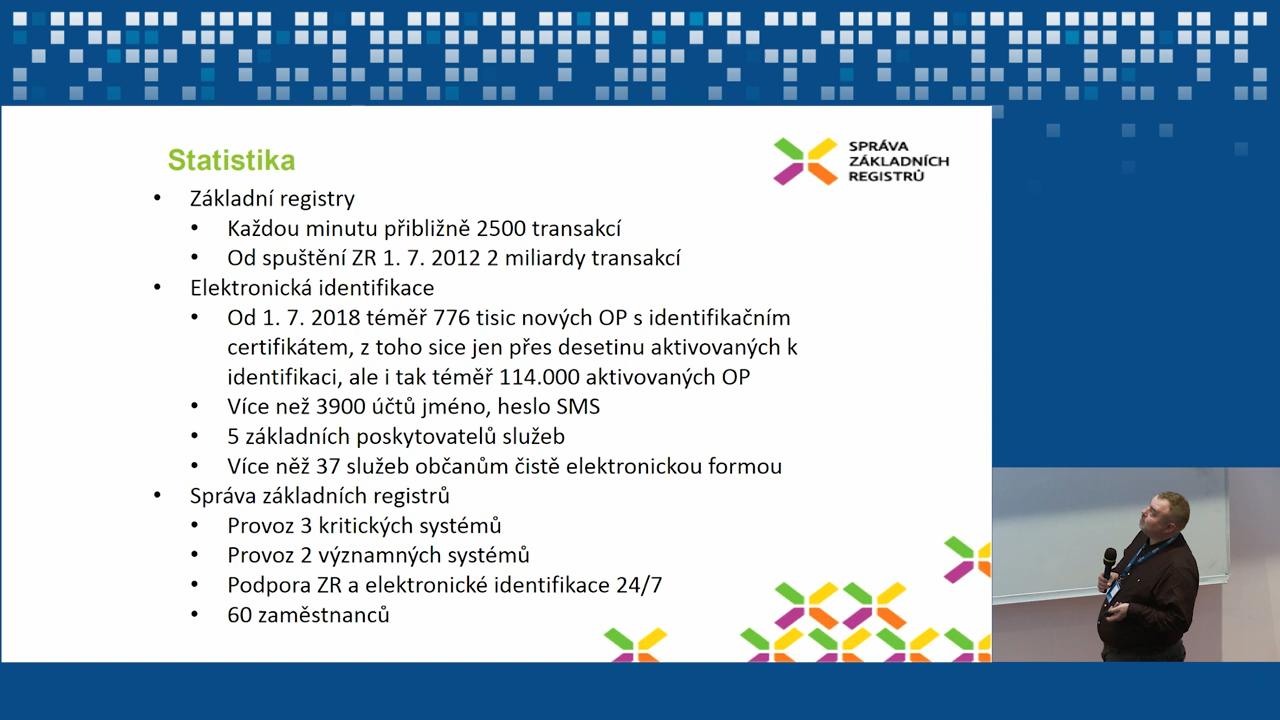 Statistika
SPRÁVA
ZÁKLADNÍCH
REGISTRŮ
• Základní registry
• Každou minutu přibližně 2500 transakcí
• Od spuštění ZR 1. 7. 2012 2 miliardy transakcí
• Elektronická identifikace
• Od 1. 7. 2018 téměř 776 tisic nových OP s identifikačním
certifikátem, z toho sice jen přes desetinu aktivovaných k
identifikaci, ale i tak téměř 114.000 aktivovaných OP
• Více než 3900 účtů jméno, heslo SMS
• 5 základních poskytovatelů služeb
• Více něž 37 služeb občanům čistě elektronickou formou
• Správa základních registrů
• Provoz 3 kritických systémů
• Provoz 2 významných systémů
• Podpora ZR a elektronické identifikace 24/7
• 60 zaměstnanců